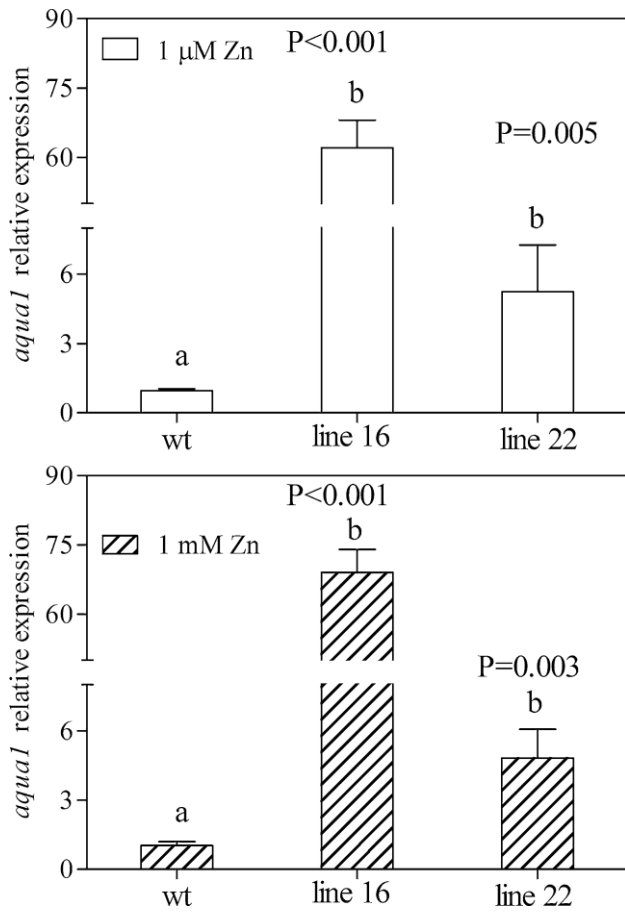 90
1 μM Zn
P<0.001
75
b
P=0.005
60
b
aqua1 relative expression
6
3
a
0
wt
line 16
line 22
90
P<0.001
1 mM Zn
b
75
60
P=0.003
b
aqua1 relative expression
6
3
a
0
wt
line 16
line 22